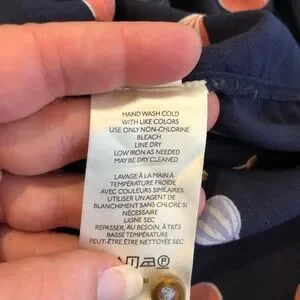 HAND WASH COLD
WITH LIKE COLORS
USE ONLY NON-CHLORINE
BLEACH
LINE DRY
LOW IRON AS NEEDED
MAY BE DRY CLEANED
LAVAGE À LA MAIN À
TEMPÉRATURE FROIDE
AVEC COULEURS SIMILAIRES
UTILISER UN AGENT DE
BLANCHIMENT SANS CHLORE SI
NÉCESSAIRE
LIGNE SEC
REPASSER, AU BESOIN, À TRÈS
BASSE TEMPÉRATURE
PEUT-ÊTRE ÊTRE NETTOYÉE SEC